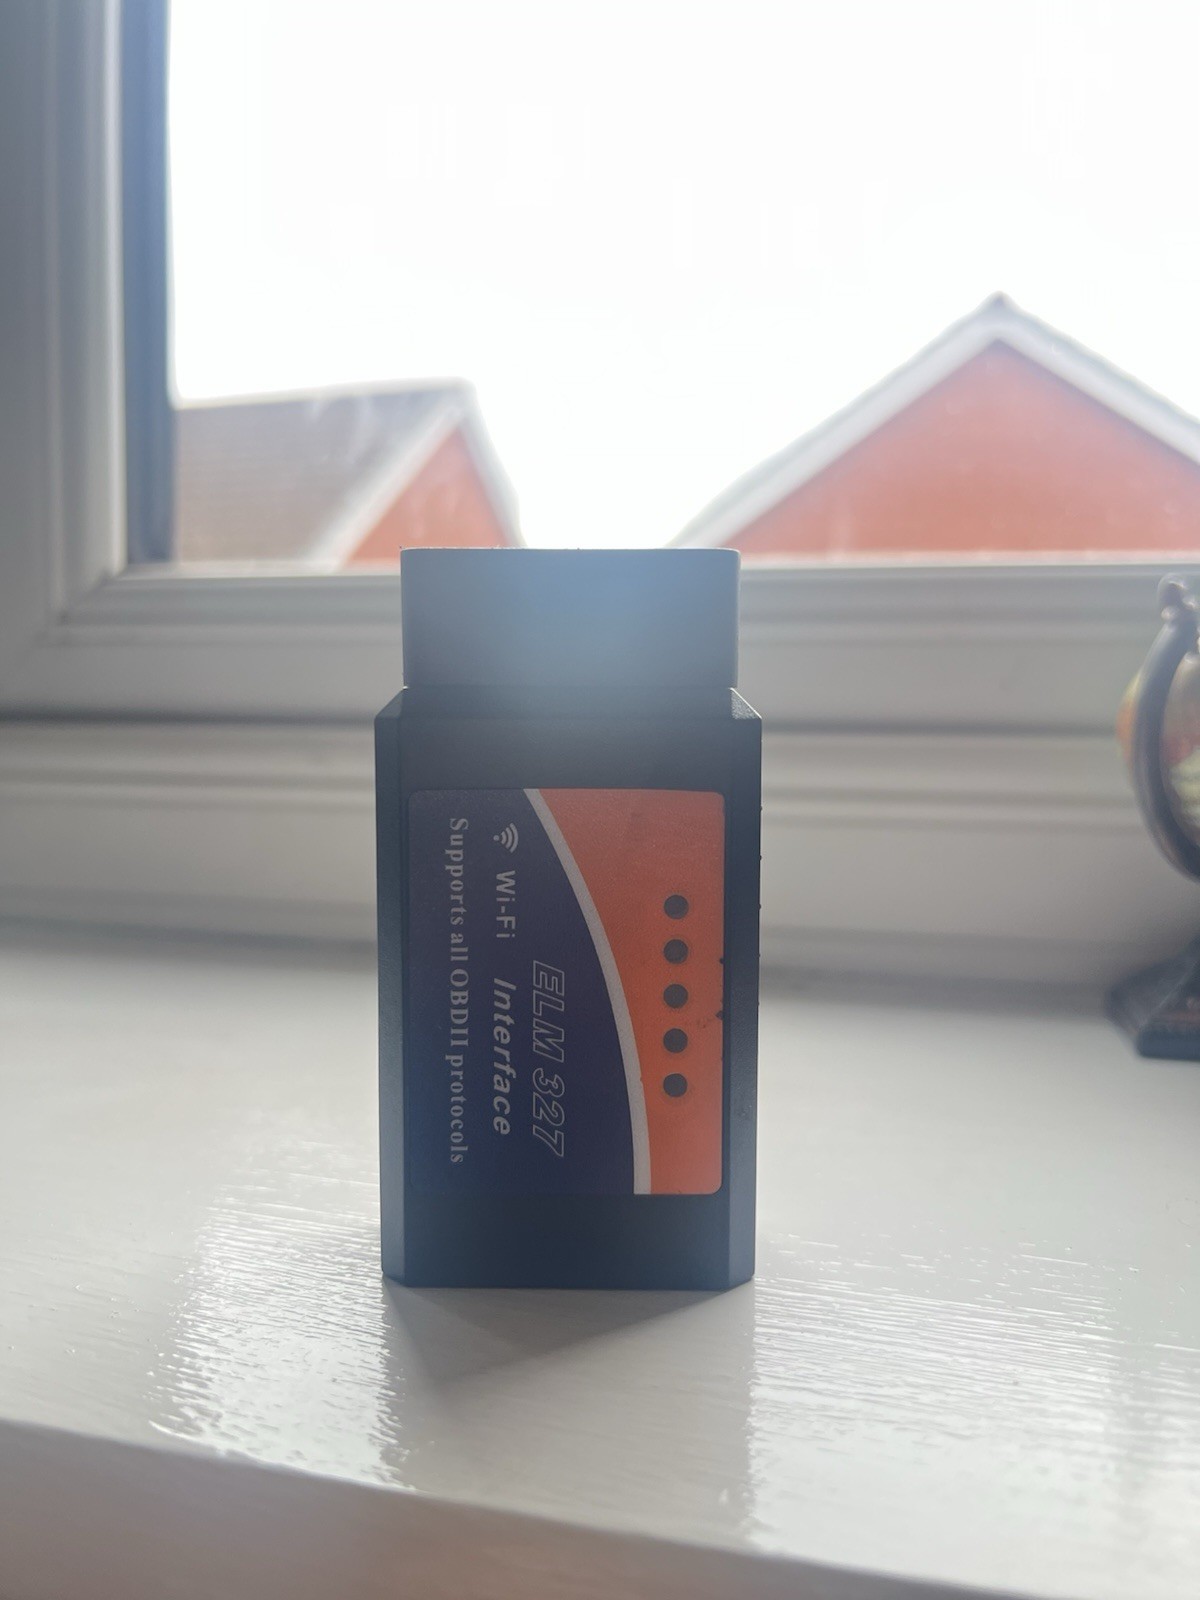 ELM 327
Wi-Fi Interface
Supports all OBDII protocols